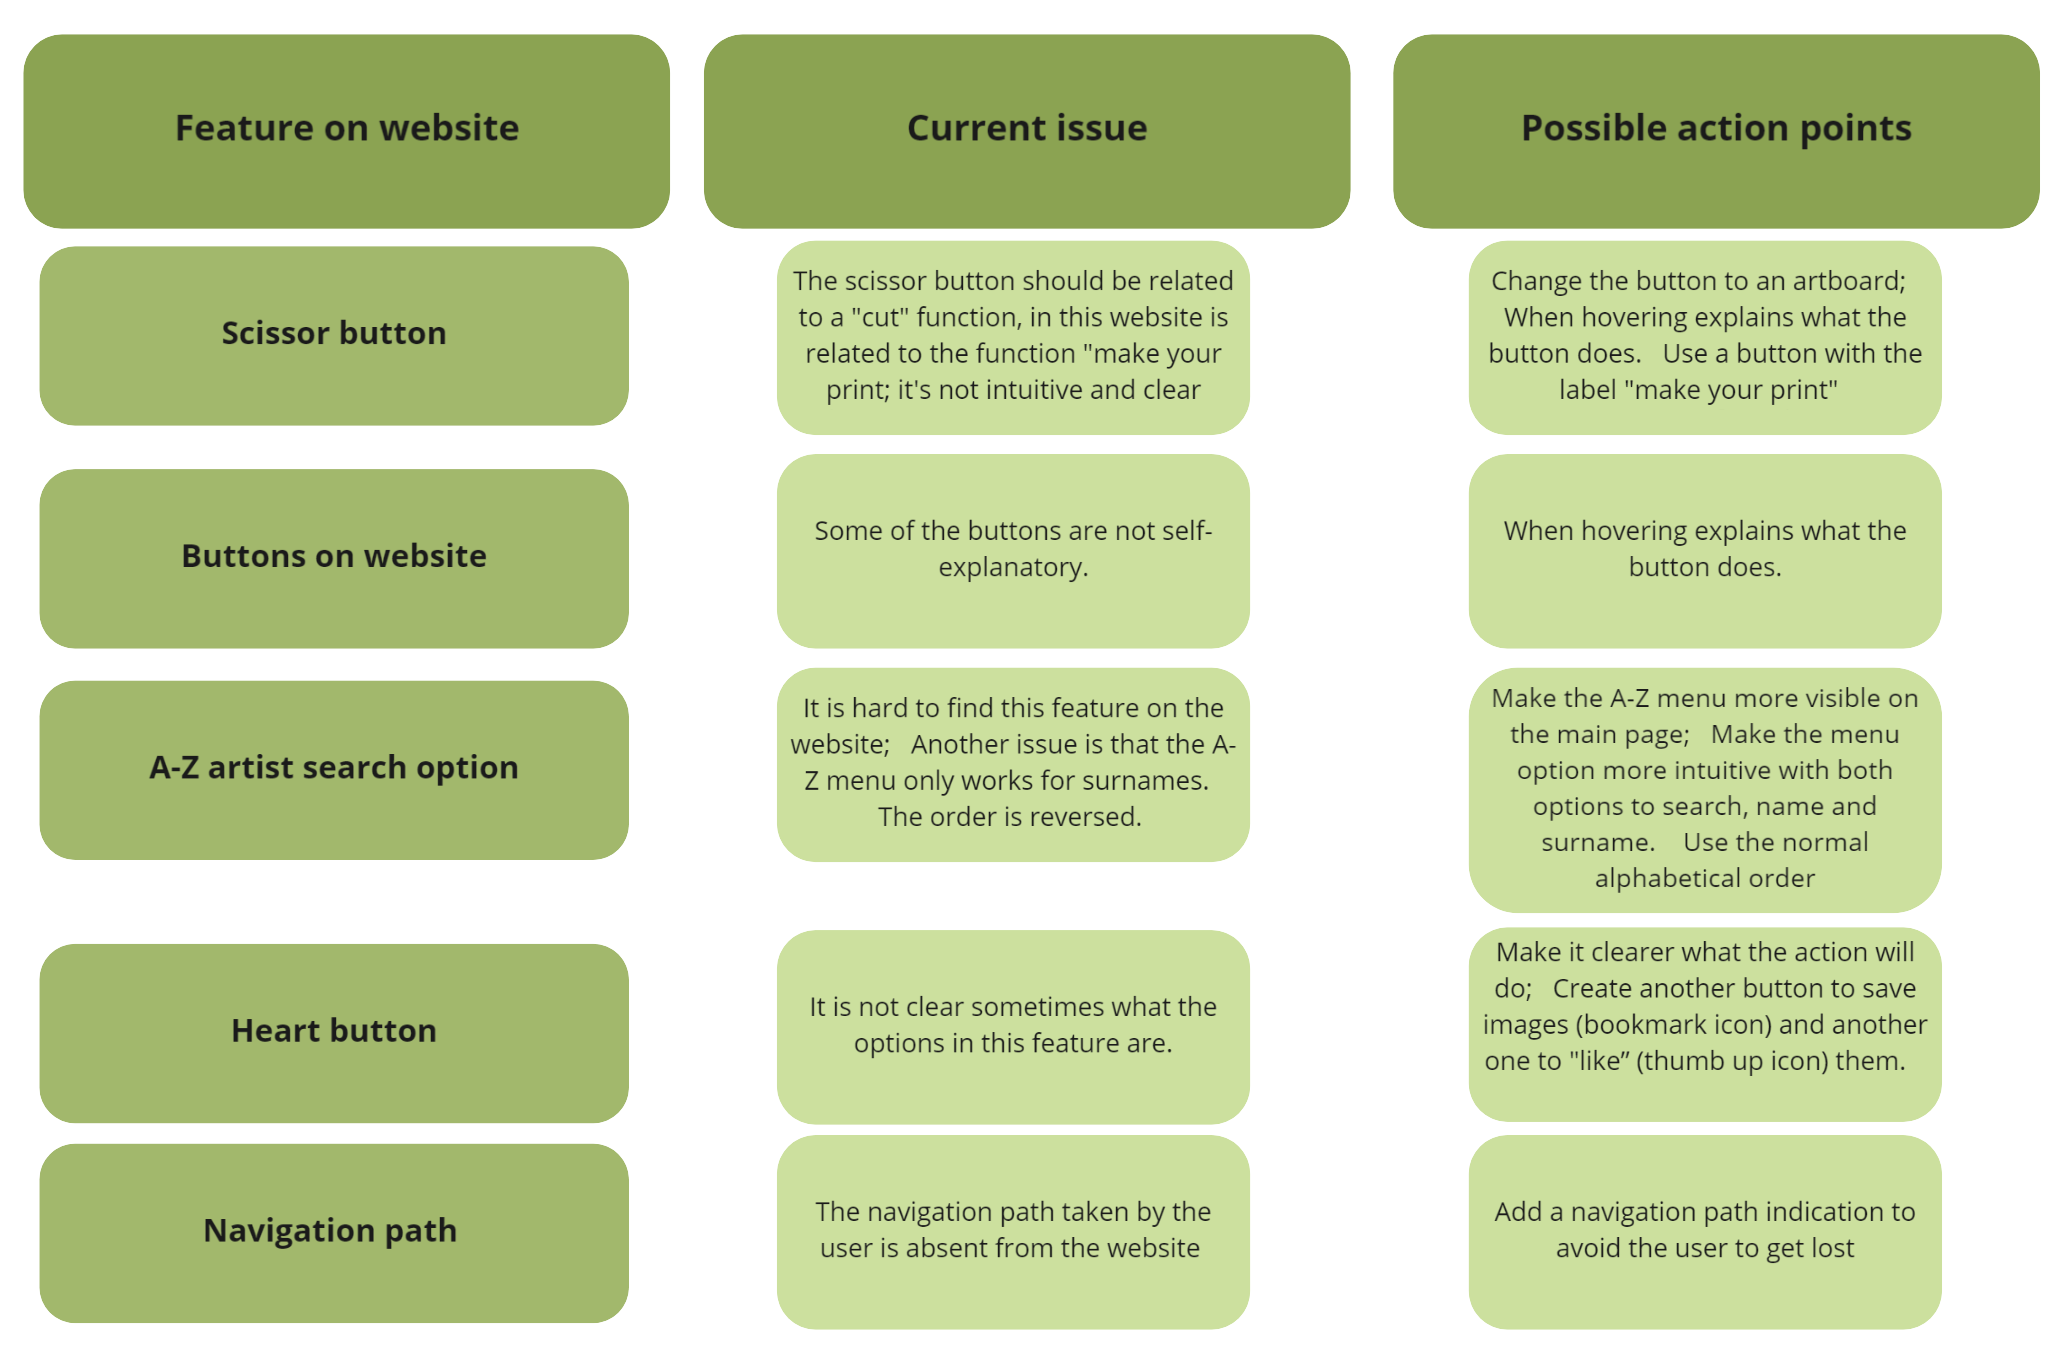 Feature on website
Current issue
Possible action points
Scissor button
The scissor button should be related
to a "cut" function, in this website is
related to the function "make your
print; it's not intuitive and clear
Change the button to an artboard;
When hovering explains what the
button does.   Use a button with the
label "make your print"
Buttons on website
Some of the buttons are not self-
explanatory.
When hovering explains what the
button does.
A-Z artist search option
It is hard to find this feature on the
website;   Another issue is that the A-
Z menu only works for surnames.
The order is reversed.
Make the A-Z menu more visible on
the main page;   Make the menu
option more intuitive with both
options to search, name and
surname.    Use the normal
alphabetical order
Heart button
It is not clear sometimes what the
options in this feature are.
Make it clearer what the action will
do;   Create another button to save
images (bookmark icon) and another
one to "like” (thumb up icon) them.
Navigation path
The navigation path taken by the
user is absent from the website
Add a navigation path indication to
avoid the user to get lost